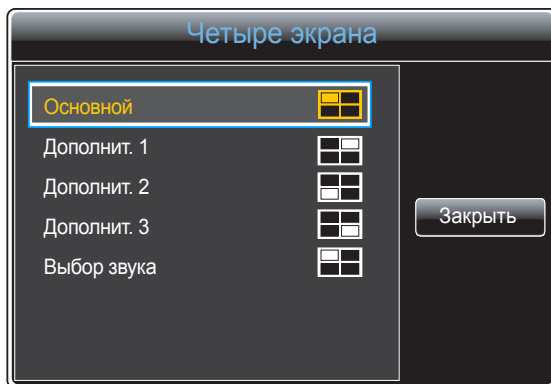 Четыре экрана
Основной
Дополнит. 1
Дополнит. 2
Дополнит. 3
Выбор звука
Закрыть